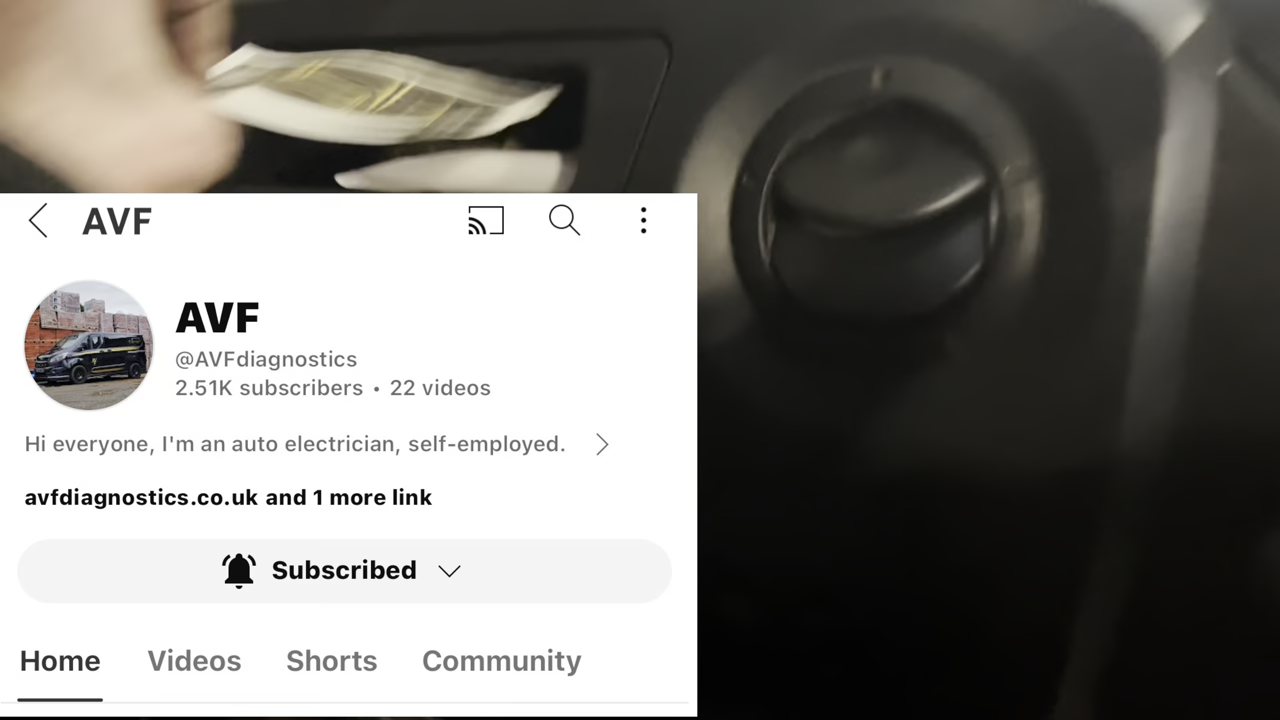 AVF
AVF
@AVFdiagnostics
2.51K subscribers • 22 videos
Hi everyone, I'm an auto electrician, self-employed.
avfdiagnostics.co.uk and 1 more link
Subscribed
Home Videos Shorts Community